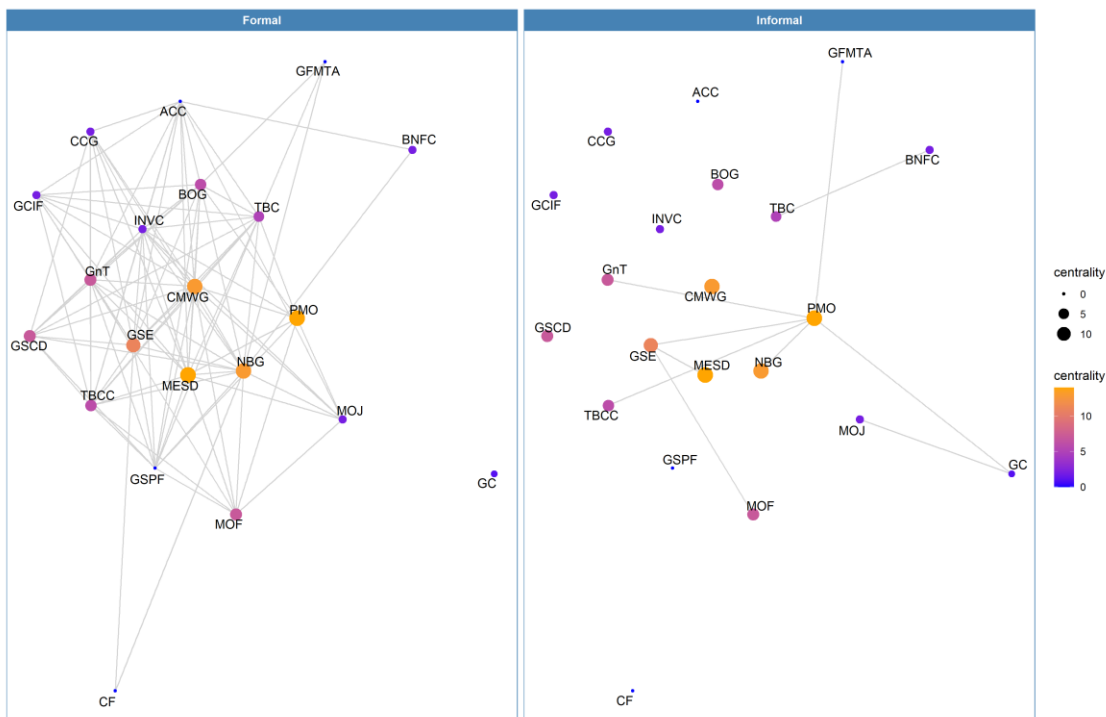 Formal
Informal
GFMTA
ACC
CCG
BNFC
BOG
GCIF
TBC
INVC
GnT
CMWG
PMO
GSCD
GSE
NBG
MESD
TBCC
MOJ
GSPF
GC
MOF
CF
GFMTA
ACC
CCG
BNFC
BOG
GCIF
TBC
INVC
GnT
CMWG
PMO
GSCD
GSE
MESD
NBG
TBCC
MOJ
GSPF
GC
MOF
CF
centrality
0
5
10
centrality
10
5
0